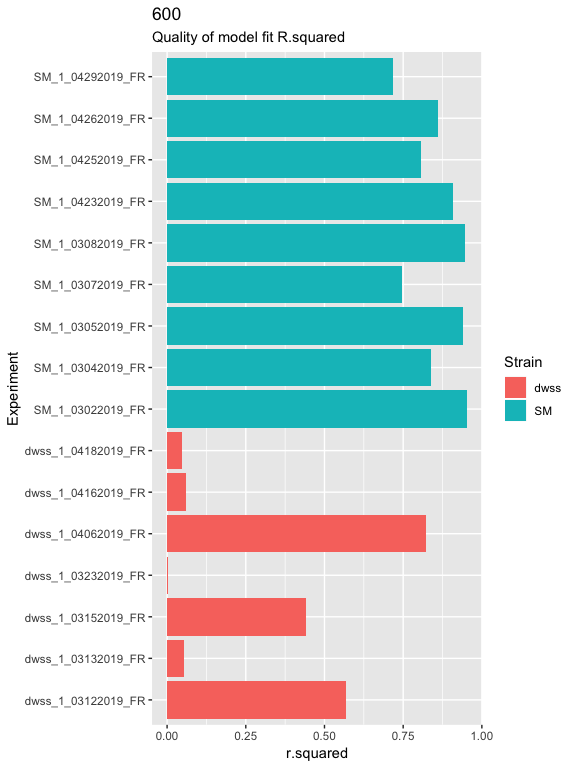 600
Quality of model fit R.squared
SM_1_04292019_FR
SM_1_04262019_FR
SM_1_04252019_FR
SM_1_04232019_FR
SM_1_03082019_FR
SM_1_03072019_FR
SM_1_03052019_FR
SM_1_03042019_FR
SM_1_03022019_FR
dwss_1_04182019_FR
dwss_1_04162019_FR
dwss_1_04062019_FR
dwss_1_03232019_FR
dwss_1_03152019_FR
dwss_1_03132019_FR
dwss_1_03122019_FR
Experiment
0.00 0.25 0.50 0.75 1.00
r.squared
Strain
dwss
SM